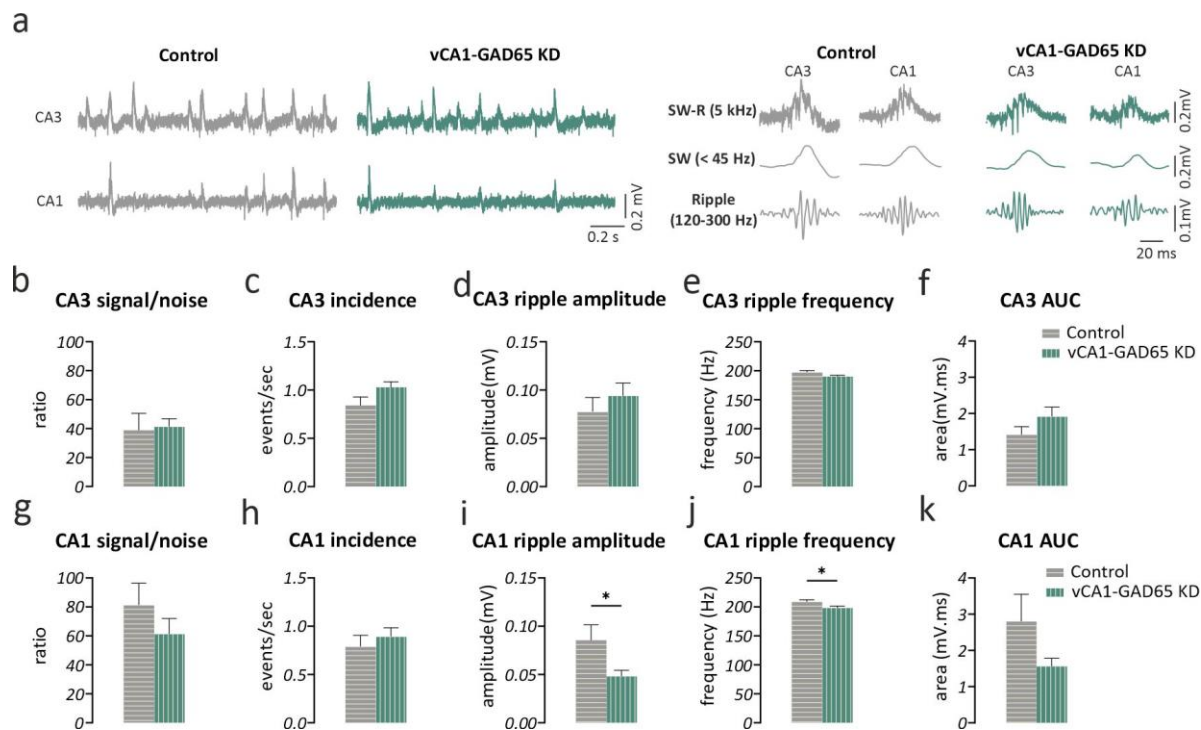 a
Control
vCA1-GAD65 KD
CA3
CA1
0.2 mV
0.2 s
Control
vCA1-GAD65 KD
CA3
CA1
CA3
CA1
SW-R (5 kHz)
0.2mV
SW (< 45 Hz)
0.2mV
Ripple
(120-300 Hz)
0.1mV
20 ms
b
CA3 signal/noise
ratio
100
80
60
40
20
0
c
CA3 incidence
events/sec
1.5
1.0
0.5
0.0
d
CA3 ripple amplitude
amplitude(mV)
0.15
0.10
0.05
0.00
e
CA3 ripple frequency
frequency (Hz)
250
200
150
100
50
0
f
CA3 AUC
area(mV.ms)
4
3
2
1
0
Control
vCA1-GAD65 KD
g
CA1 signal/noise
ratio
100
80
60
40
20
0
h
CA1 incidence
events/sec
1.5
1.0
0.5
0.0
i
CA1 ripple amplitude
amplitude(mV)
0.15
0.10
0.05
0.00
*
j
CA1 ripple frequency
frequency (Hz)
250
200
150
100
50
0
*
k
CA1 AUC
area (mV.ms)
4
3
2
1
0
Control
vCA1-GAD65 KD